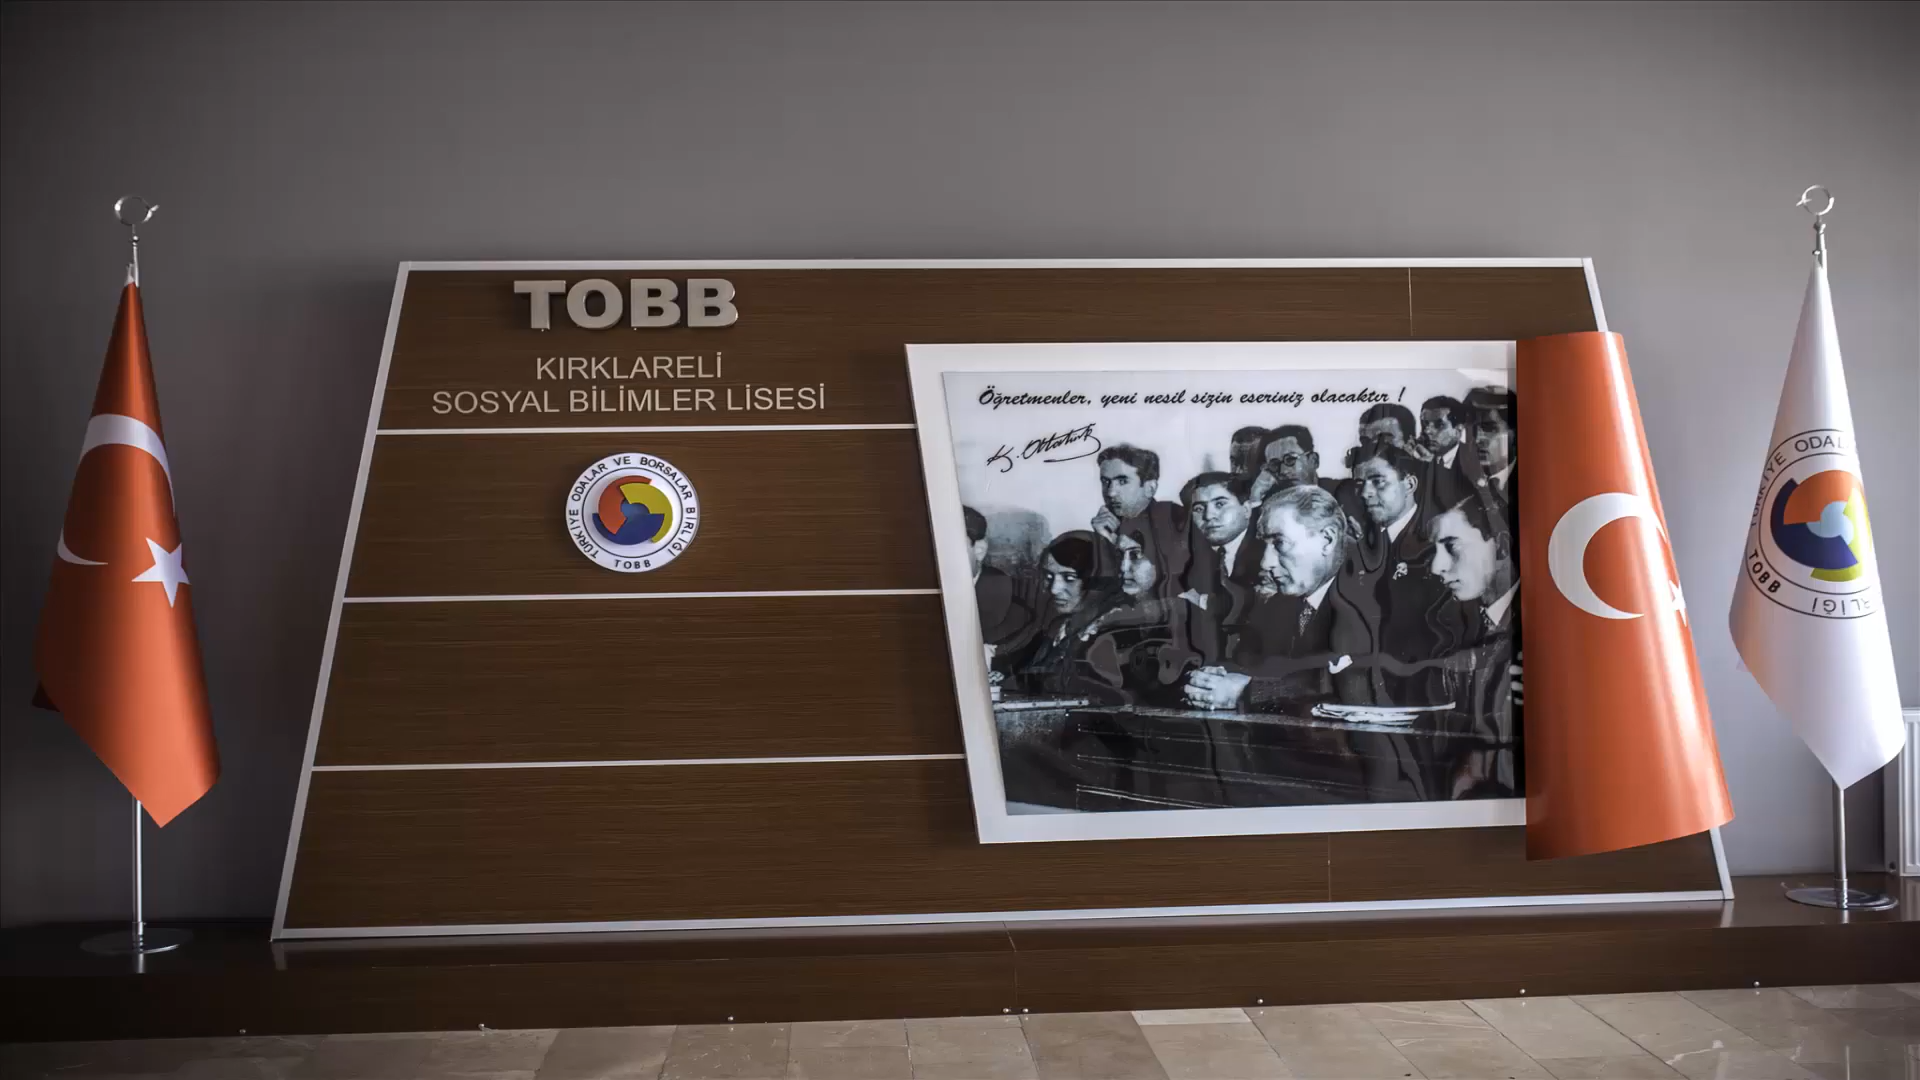 TOBB
KIRKLARELİ
SOSYAL BİLİMLER LİSESİ
TÜRKİYE ODALAR VE BORSALAR BİRLİĞİ
TOBB
Öğretmenler, yeni nesil sizin eseriniz olacaktır !
K. Atatürk
TOBB